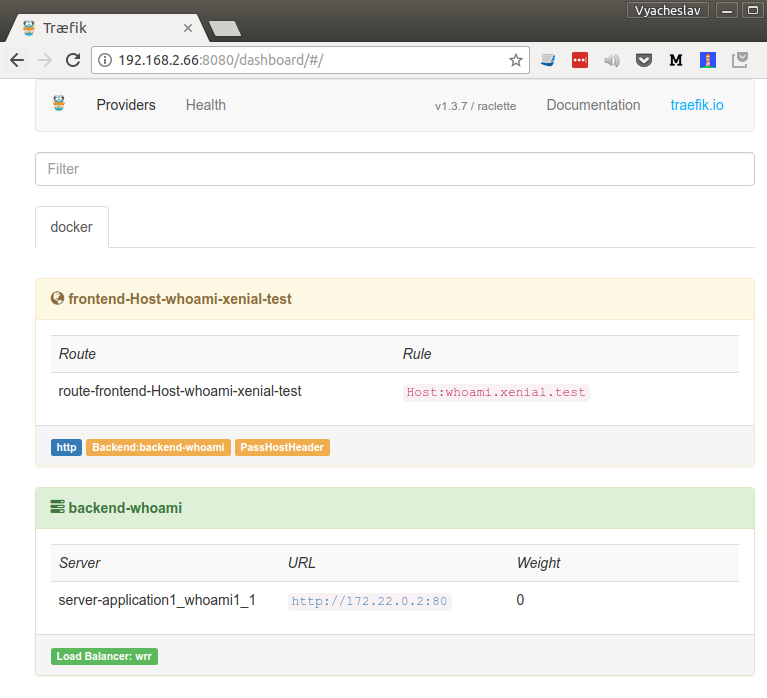 Vyacheslav
Træfik
192.168.2.66:8080/dashboard/#/
M
Providers Health v1.3.7 / raclette Documentation traefik.io
Filter
docker
frontend-Host-whoami-xenial-test
Route Rule
route-frontend-Host-whoami-xenial-test Host:whoami.xenial.test
http Backend:backend-whoami PassHostHeader
backend-whoami
Server URL Weight
server-application1_whoami1_1 http://172.22.0.2:80 0
Load Balancer: wrr